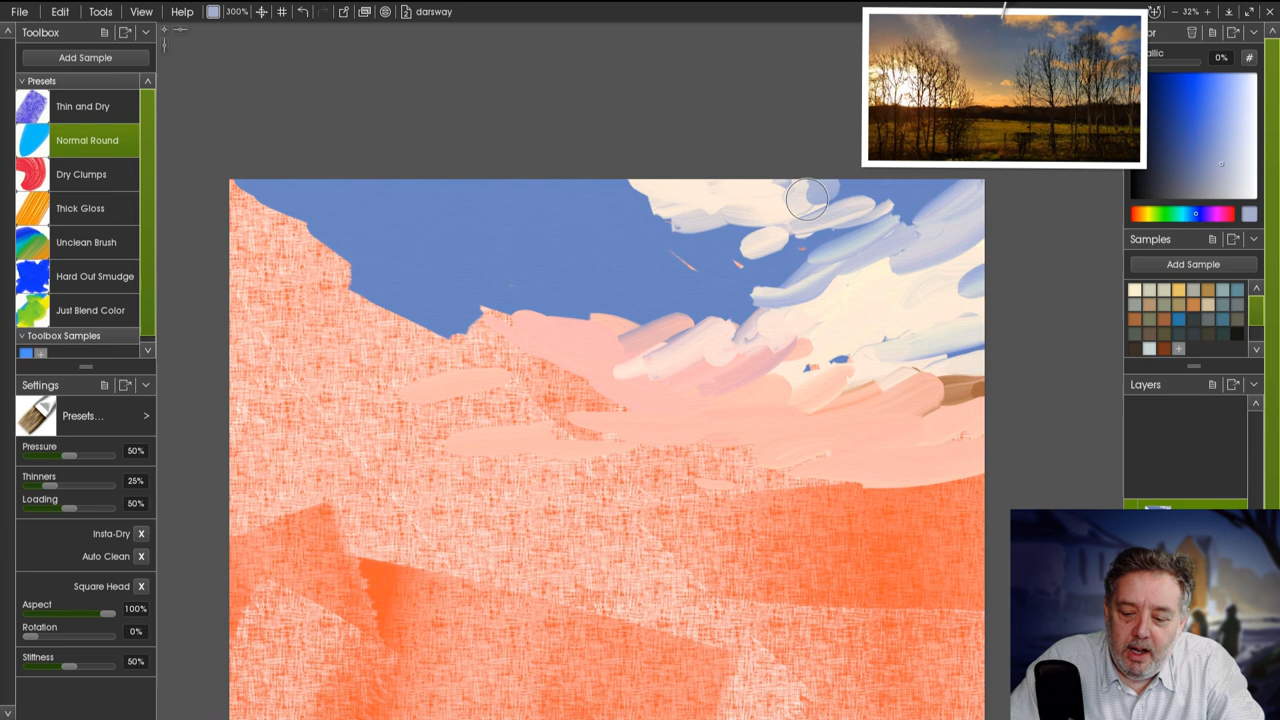 File Edit Tools View Help 300% 2 darsway 32%
Toolbox
Add Sample
Presets
Thin and Dry
Normal Round
Dry Clumps
Thick Gloss
Unclean Brush
Hard Out Smudge
Just Blend Color
Toolbox Samples
Settings
Presets...
Pressure 50%
Thinners 25%
Loading 50%
Insta-Dry X
Auto Clean X
Square Head X
Aspect 100%
Rotation 0%
Stiffness 50%
0% #
Samples
Add Sample
Layers